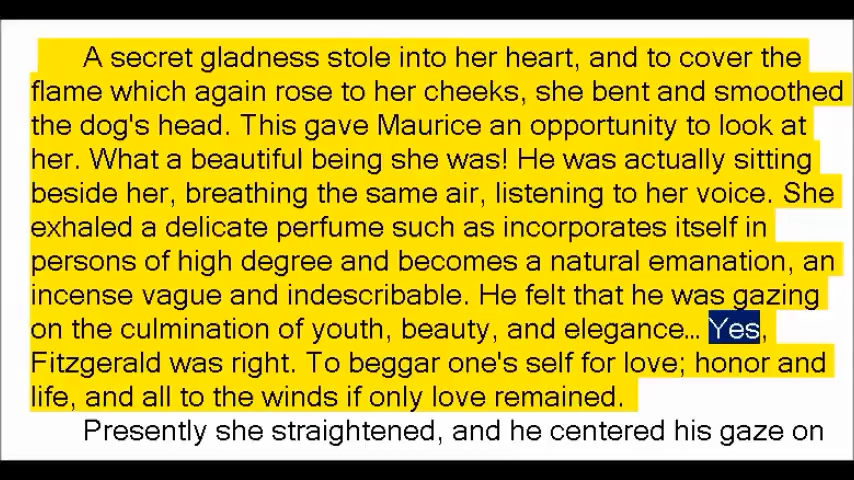 A secret gladness stole into her heart, and to cover the
flame which again rose to her cheeks, she bent and smoothed
the dog's head. This gave Maurice an opportunity to look at
her. What a beautiful being she was! He was actually sitting
beside her, breathing the same air, listening to her voice. She
exhaled a delicate perfume such as incorporates itself in
persons of high degree and becomes a natural emanation, an
incense vague and indescribable. He felt that he was gazing
on the culmination of youth, beauty, and elegance... Yes,
Fitzgerald was right. To beggar one's self for love; honor and
life, and all to the winds if only love remained.
Presently she straightened, and he centered his gaze on